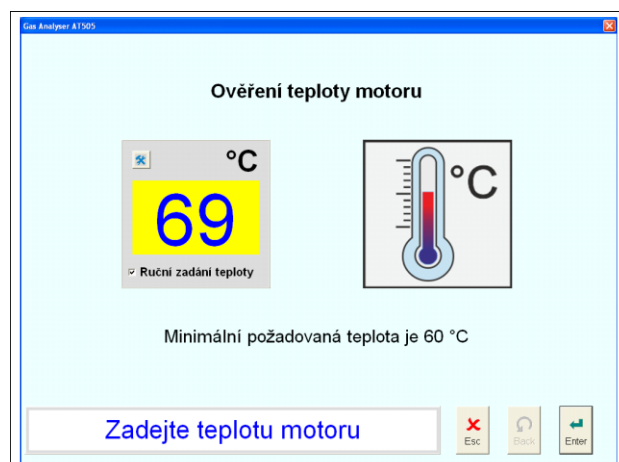 Gas Analyser AT505
Ověření teploty motoru
°C
69
Ruční zadání teploty
°C
Minimální požadovaná teplota je 60 °C
Zadejte teplotu motoru
Esc
Back
Enter